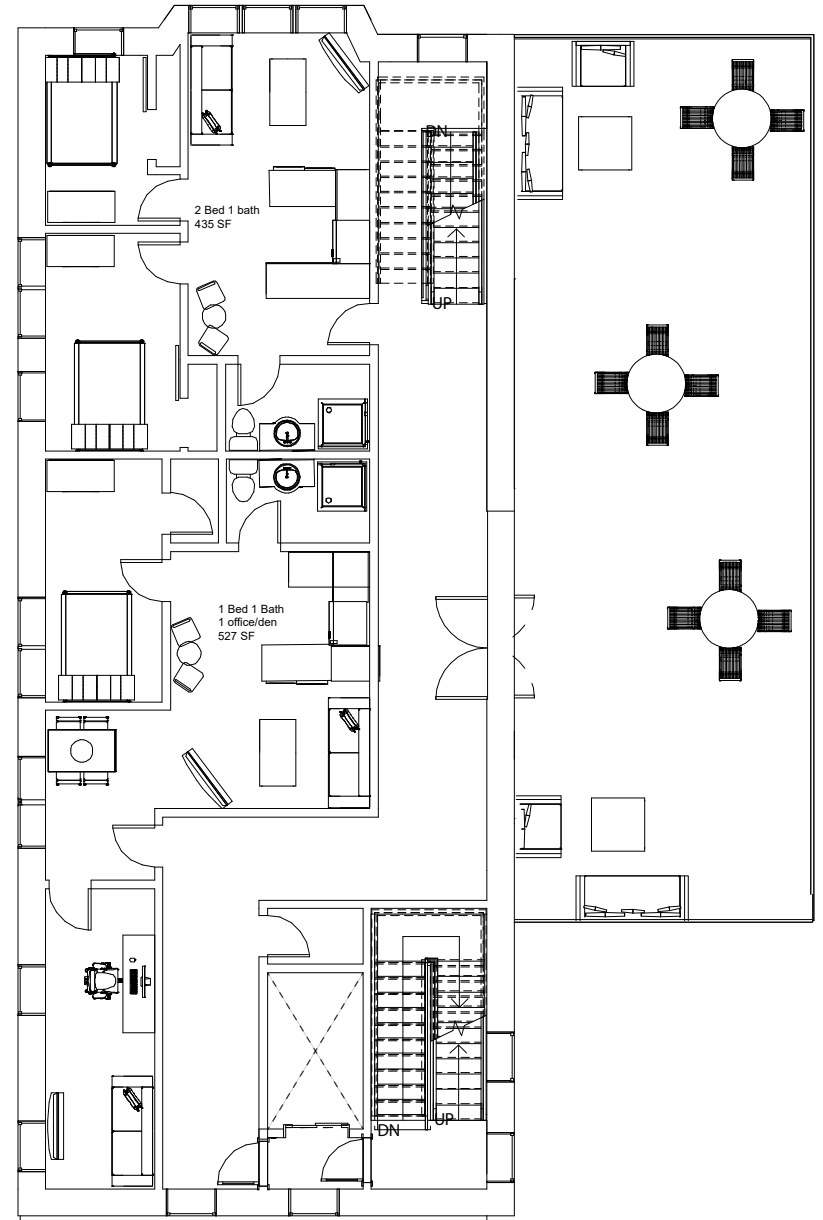 DN
2 Bed 1 bath
435 SF
UP
1 Bed 1 Bath
1 office/den
527 SF
UP
DN